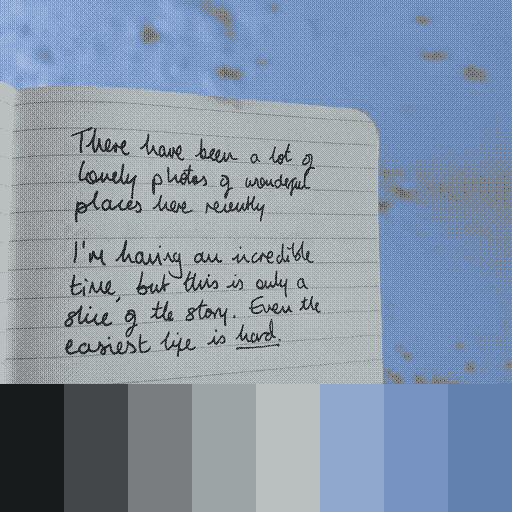 There have been a lot of
lovely photos of wonderful
places here recently
I'm having an incredible
time, but this is only a
slice of the story. Even the
easiest life is hard.